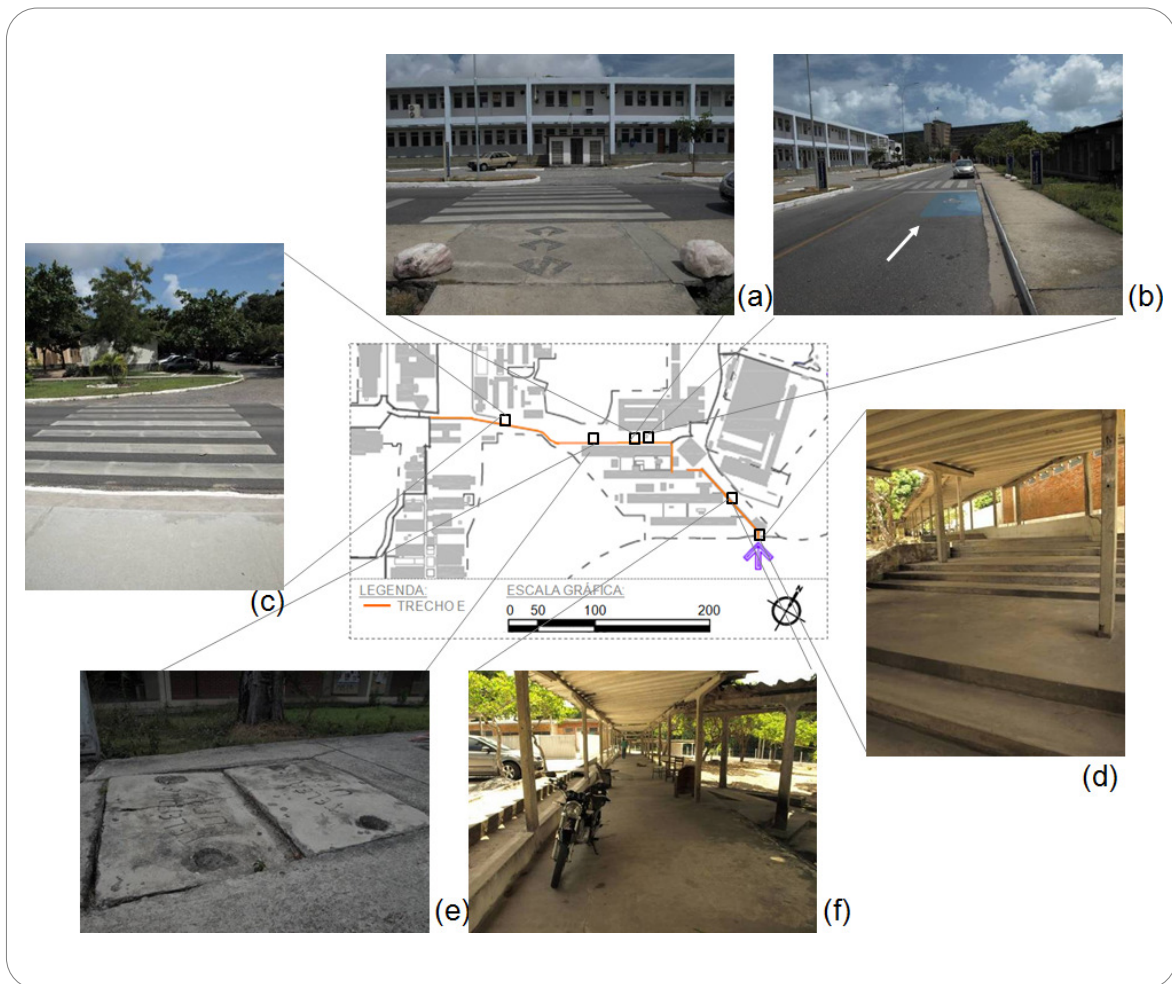 (a)
(b)
(c)
LEGENDA:
TRECHO E
ESCALA GRÁFICA:
0 50 100 200
N
(d)
(e)
(f)